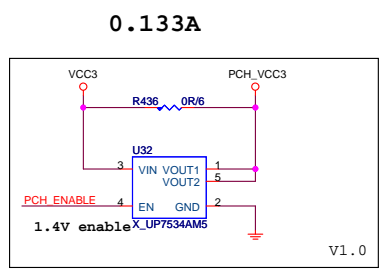 0.133A
VCC3 PCH_VCC3
R436 0R/6
U32
3 VIN VOUT1 1
VOUT2 5
PCH_ENABLE 4 EN GND 2
1.4V enable X_UP7534AM5
V1.0